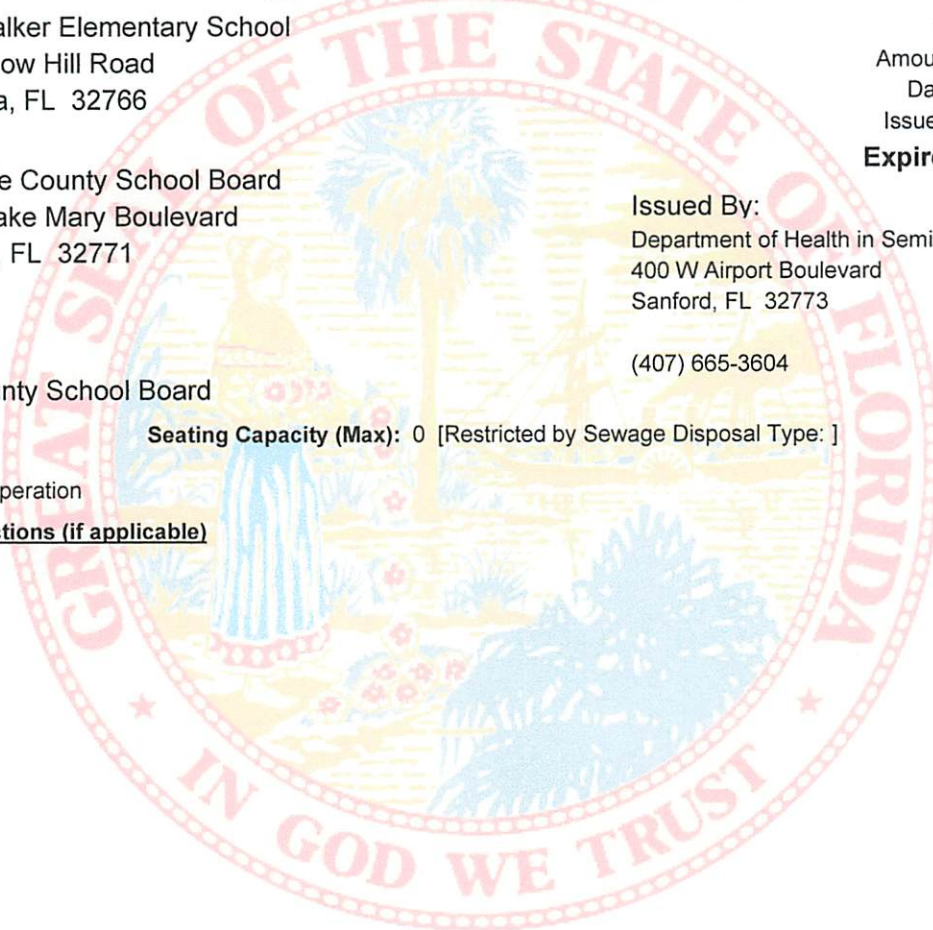 alker Elementary School
ow Hill Road
a, FL 32766
e County School Board
ake Mary Boulevard
, FL 32771
nty School Board
Amou
Da
Issue
Expire
Issued By:
Department of Health in Semi
400 W Airport Boulevard
Sanford, FL 32773
(407) 665-3604
Seating Capacity (Max): 0 [Restricted by Sewage Disposal Type: ]
peration
ctions (if applicable)
GREAT SEAL OF THE STATE OF FLORIDA
IN GOD WE TRUST